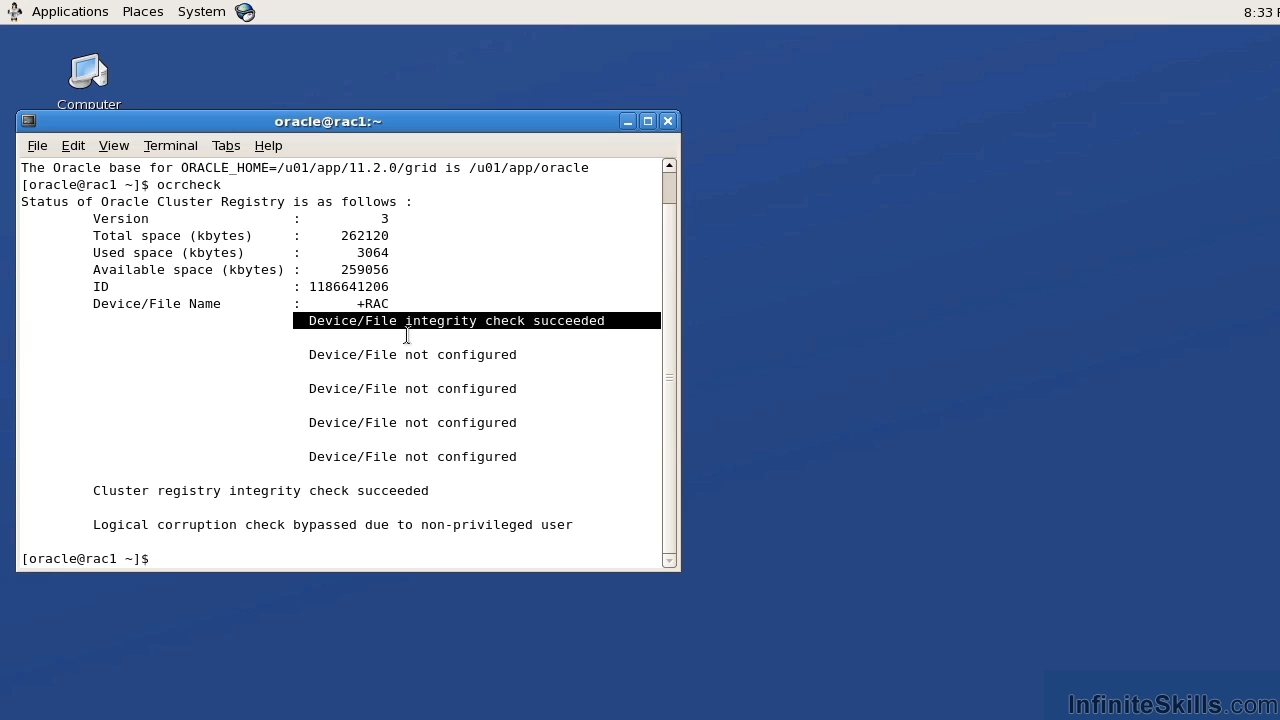 Applications Places System
8:33
Computer
oracle@rac1:~
File Edit View Terminal Tabs Help
The Oracle base for ORACLE_HOME=/u01/app/11.2.0/grid is /u01/app/oracle
[oracle@rac1 ~]$ ocrcheck
Status of Oracle Cluster Registry is as follows :
Version : 3
Total space (kbytes) : 262120
Used space (kbytes) : 3064
Available space (kbytes) : 259056
ID : 1186641206
Device/File Name : +RAC
Device/File integrity check succeeded
Device/File not configured
Device/File not configured
Device/File not configured
Device/File not configured
Cluster registry integrity check succeeded
Logical corruption check bypassed due to non-privileged user
[oracle@rac1 ~]$
InfiniteSkills.com